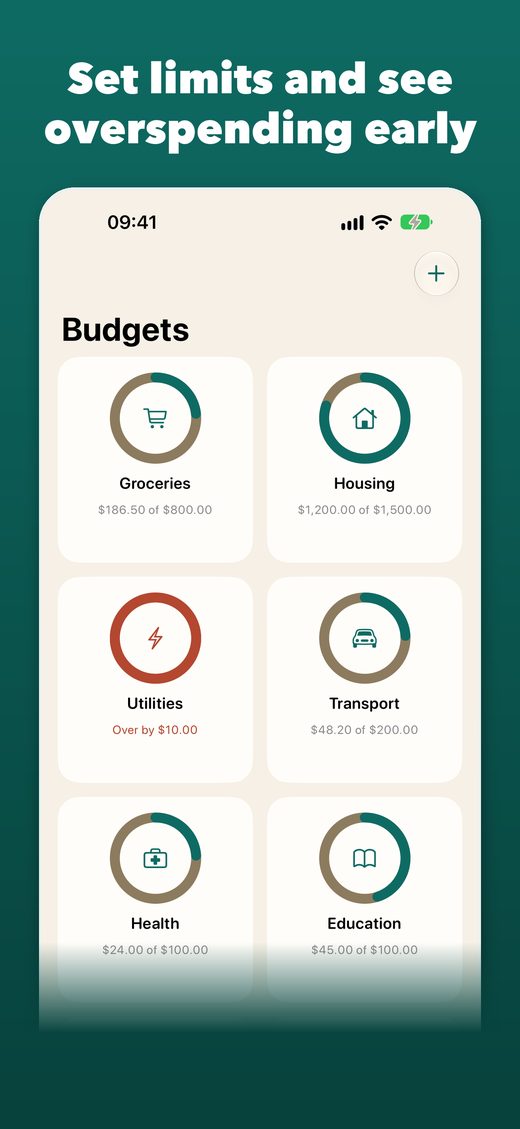 Set limits and see
overspending early
09:41
Budgets
Groceries
$186.50 of $800.00
Housing
$1,200.00 of $1,500.00
Utilities
Over by $10.00
Transport
$48.20 of $200.00
Health
$24.00 of $100.00
Education
$45.00 of $100.00